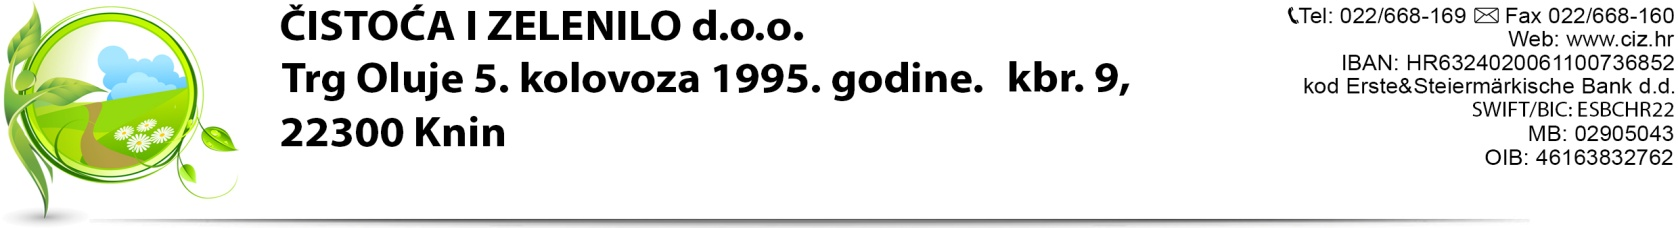 ČISTOĆA I ZELENILO d.o.o.
Trg Oluje 5. kolovoza 1995. godine. kbr. 9,
22300 Knin
Tel: 022/668-169 Fax 022/668-160
Web: www.ciz.hr
IBAN: HR6324020061100736852
kod Erste&Steiermärkische Bank d.d.
SWIFT/BIC: ESBCHR22
MB: 02905043
OIB: 46163832762